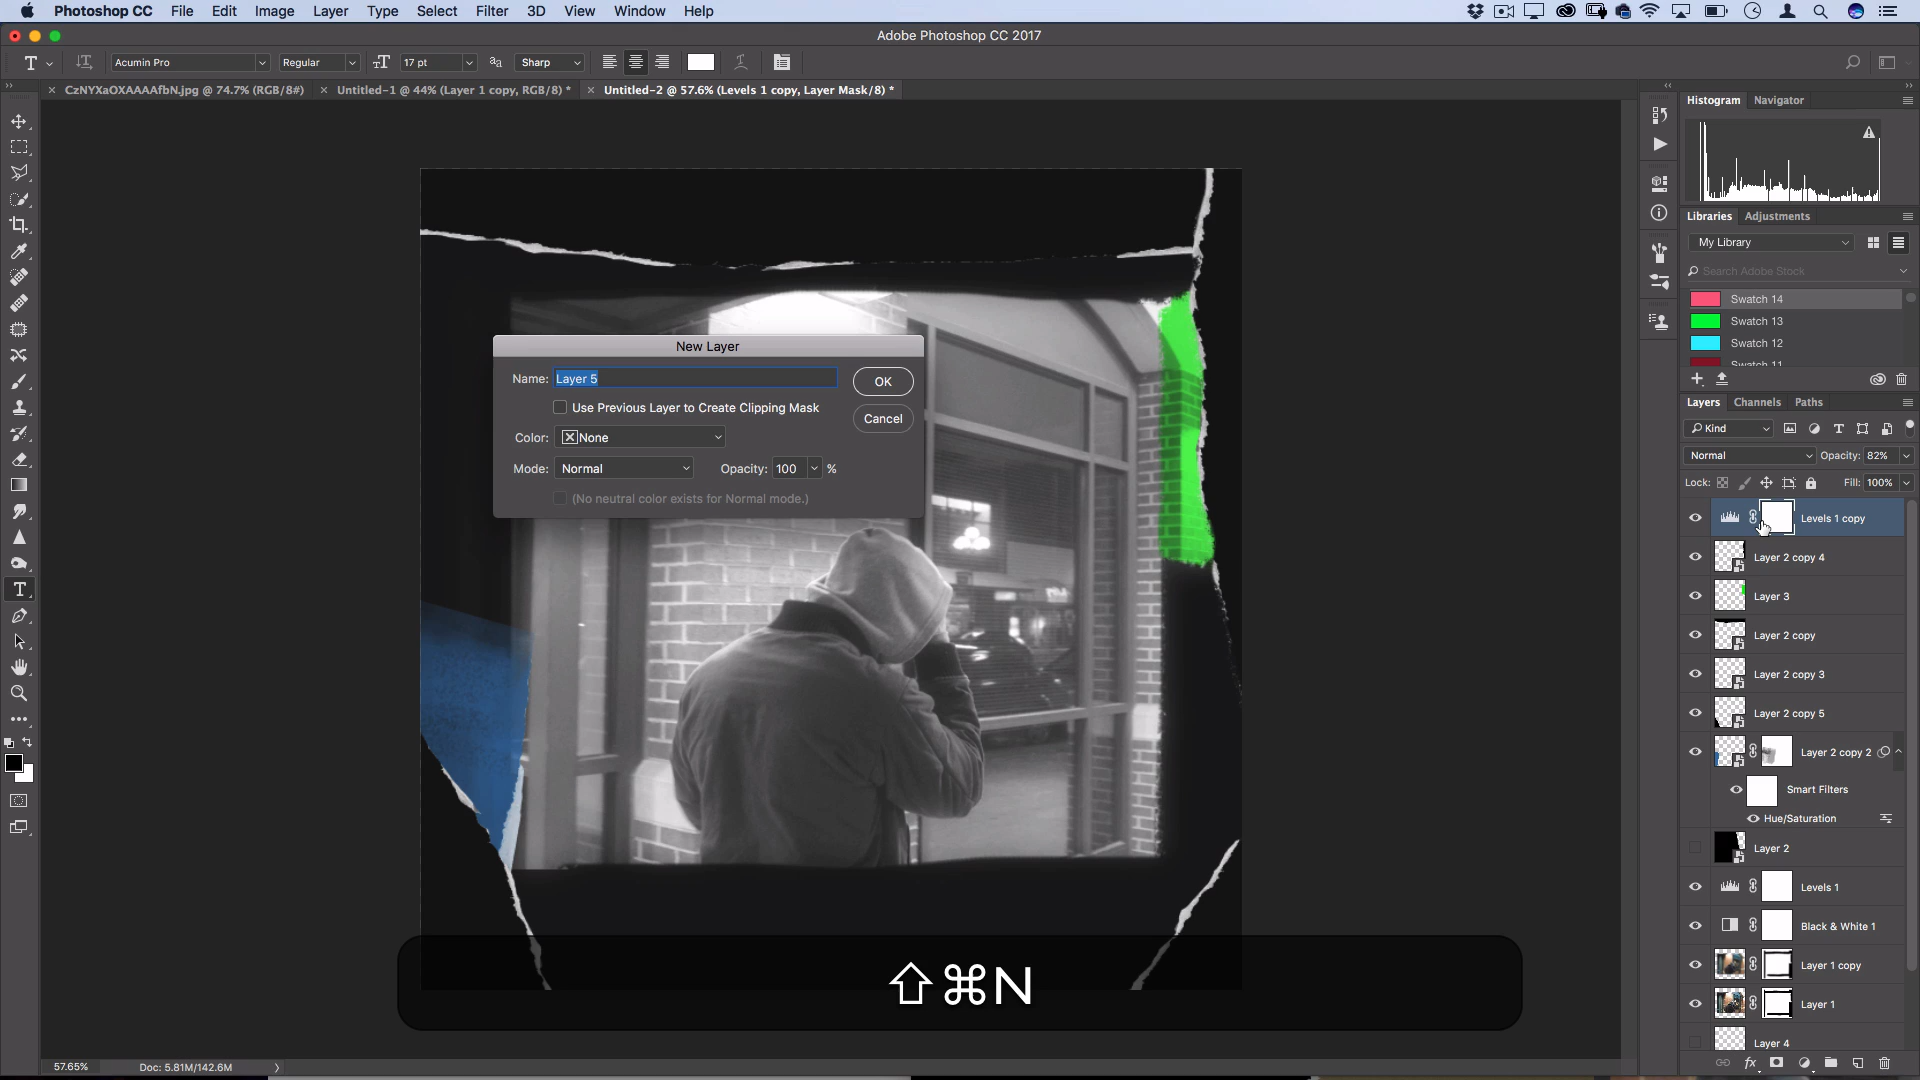 Photoshop CC File Edit Image Layer Type Select Filter 3D View Window Help
Adobe Photoshop CC 2017
T Acumin Pro Regular 17 pt Sharp
CzNYXaOXAAAAfbN.jpg @ 74.7% (RGB/8#) Untitled-1 @ 44% (Layer 1 copy, RGB/8) * Untitled-2 @ 57.6% (Levels 1 copy, Layer Mask/8) *
Histogram Navigator
Libraries Adjustments
My Library
Search Adobe Stock
Swatch 14
Swatch 13
Swatch 12
Swatch 11
New Layer
Name: Layer 5 OK
Use Previous Layer to Create Clipping Mask
Cancel
Color: None
Mode: Normal Opacity: 100 %
(No neutral color exists for Normal mode.)
Layers Channels Paths
Kind
Normal Opacity: 82%
Lock: Fill: 100%
Levels 1 copy
Layer 2 copy 4
Layer 3
Layer 2 copy
Layer 2 copy 3
Layer 2 copy 5
Layer 2 copy 2
Smart Filters
Hue/Saturation
Layer 2
Levels 1
Black & White 1
Layer 1 copy
Layer 1
Layer 4
⇧⌘N
57.65% Doc: 5.81M/142.6M